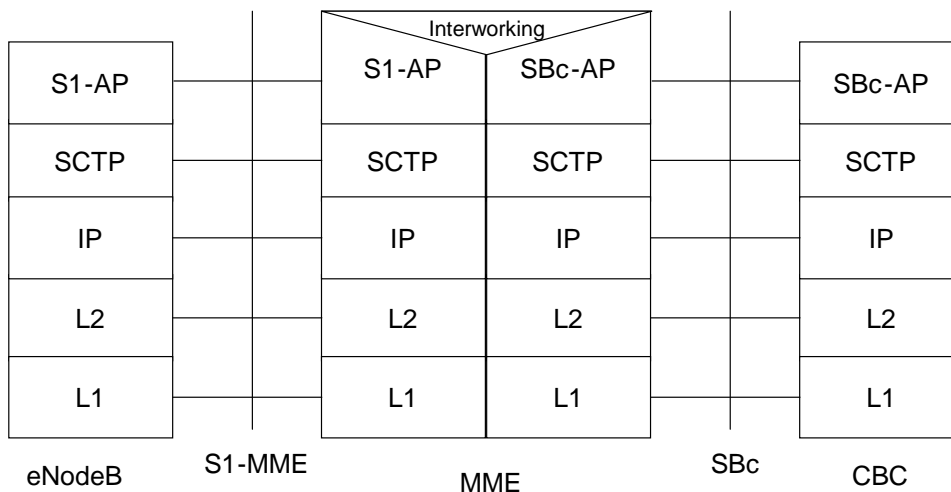 Interworking
S1-AP
S1-AP
SBc-AP
SBc-AP
SCTP
SCTP
SCTP
SCTP
IP
IP
IP
IP
L2
L2
L2
L2
L1
L1
L1
L1
eNodeB
S1-MME
MME
SBc
CBC